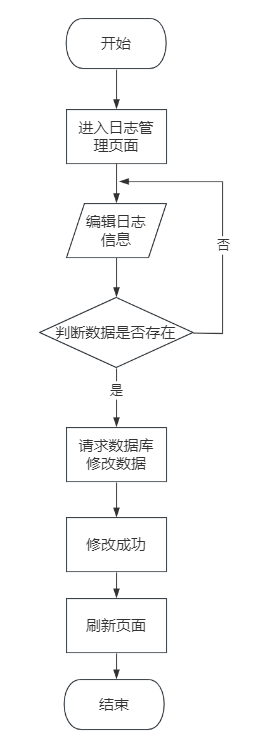 开始
进入日志管
理页面
编辑日志
信息
否
判断数据是否存在
是
请求数据库
修改数据
修改成功
刷新页面
结束